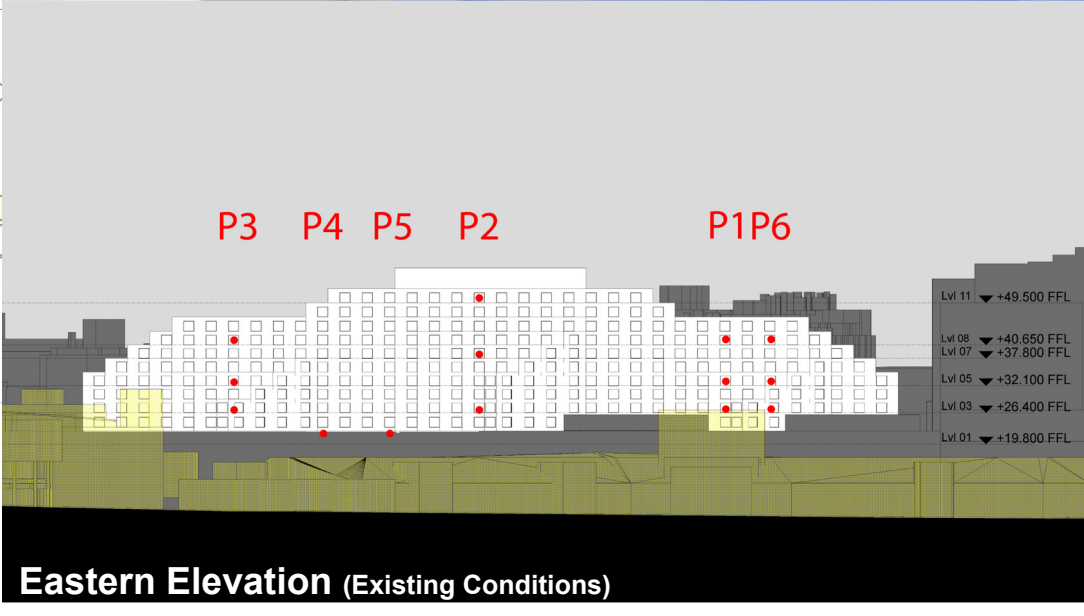 P3 P4 P5 P2 P1 P6
Lvl 11 +49.500 FFL
Lvl 08 +40.650 FFL
Lvl 07 +37.800 FFL
Lvl 05 +32.100 FFL
Lvl 03 +26.400 FFL
Lvl 01 +19.800 FFL
Eastern Elevation (Existing Conditions)